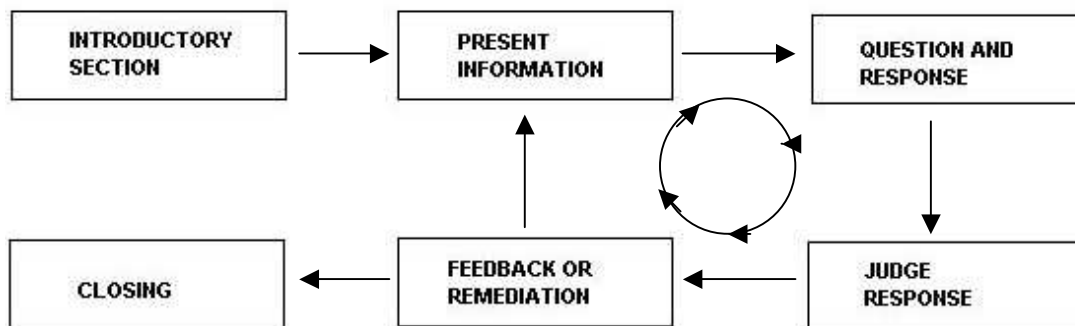 INTRODUCTORY
SECTION
PRESENT
INFORMATION
QUESTION AND
RESPONSE
JUDGE
RESPONSE
FEEDBACK OR
REMEDIATION
CLOSING